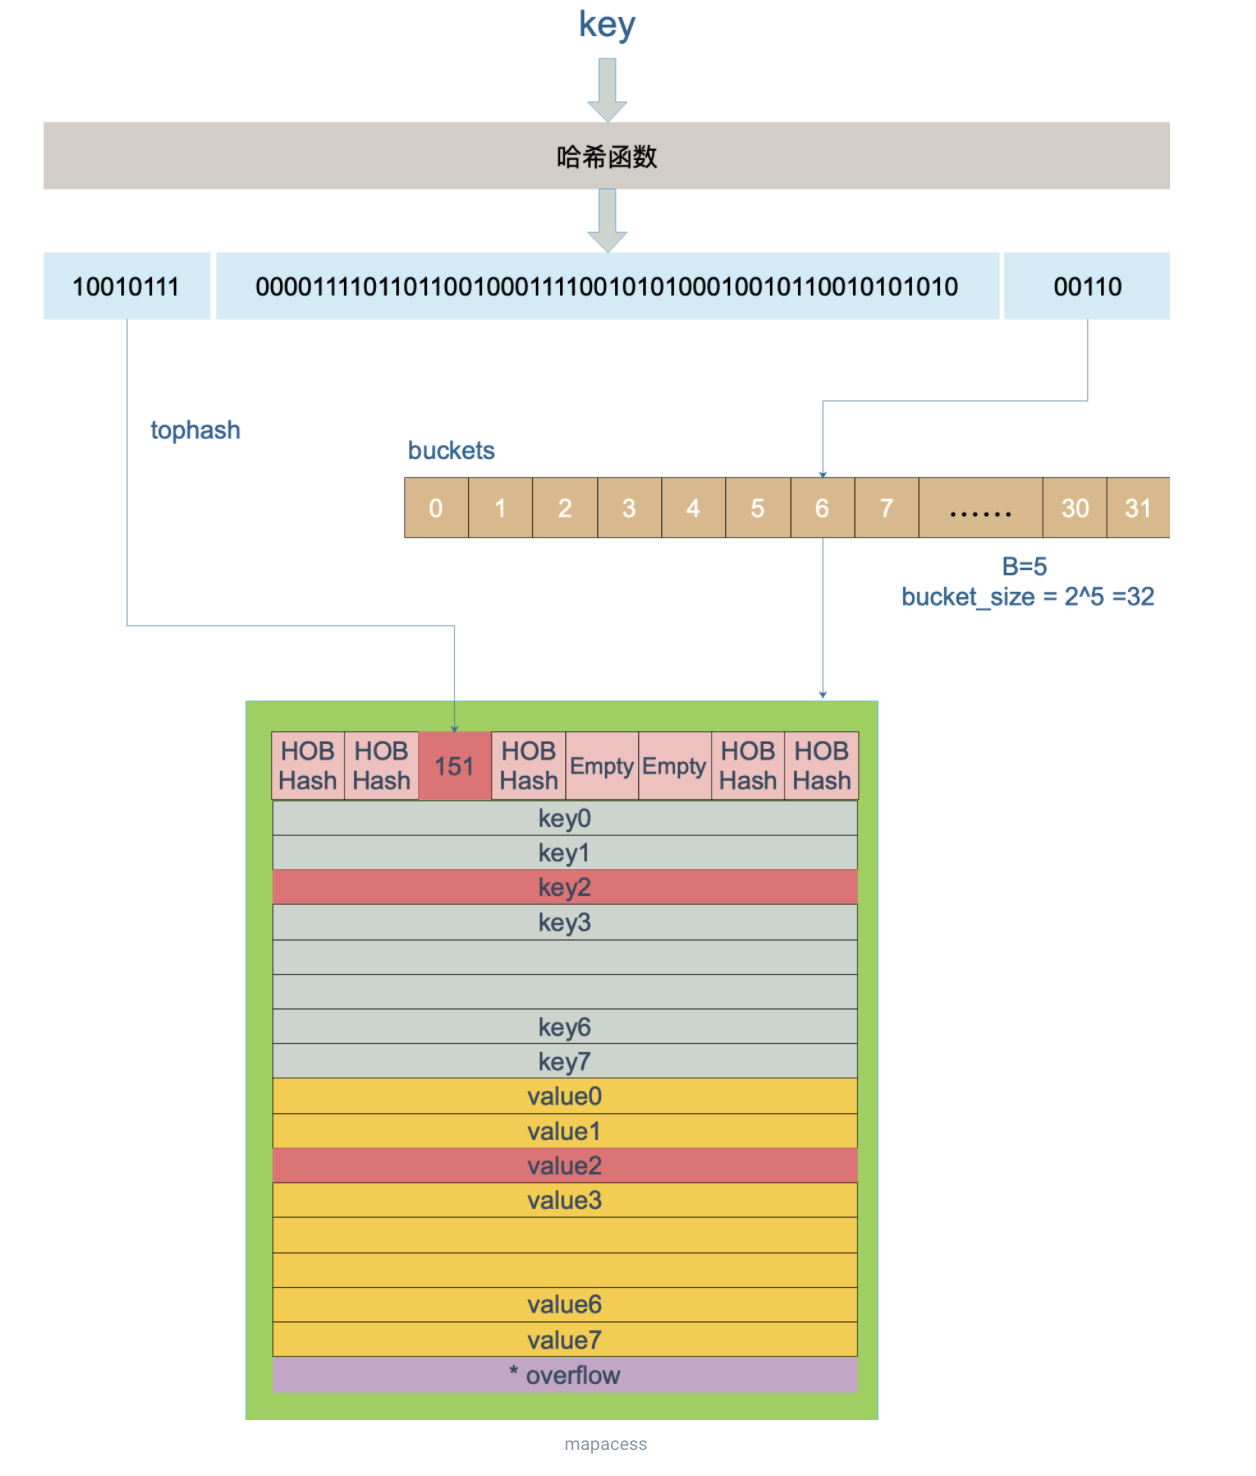 key
哈希函数
10010111
000011110110110010001111001010100010010110010101010
00110
tophash
buckets
0 1 2 3 4 5 6 7 ...... 30 31
B=5
bucket_size = 2^5 =32
HOB Hash
HOB Hash
151
HOB Hash
Empty
Empty
HOB Hash
HOB Hash
key0
key1
key2
key3
key6
key7
value0
value1
value2
value3
value6
value7
* overflow
mapacess